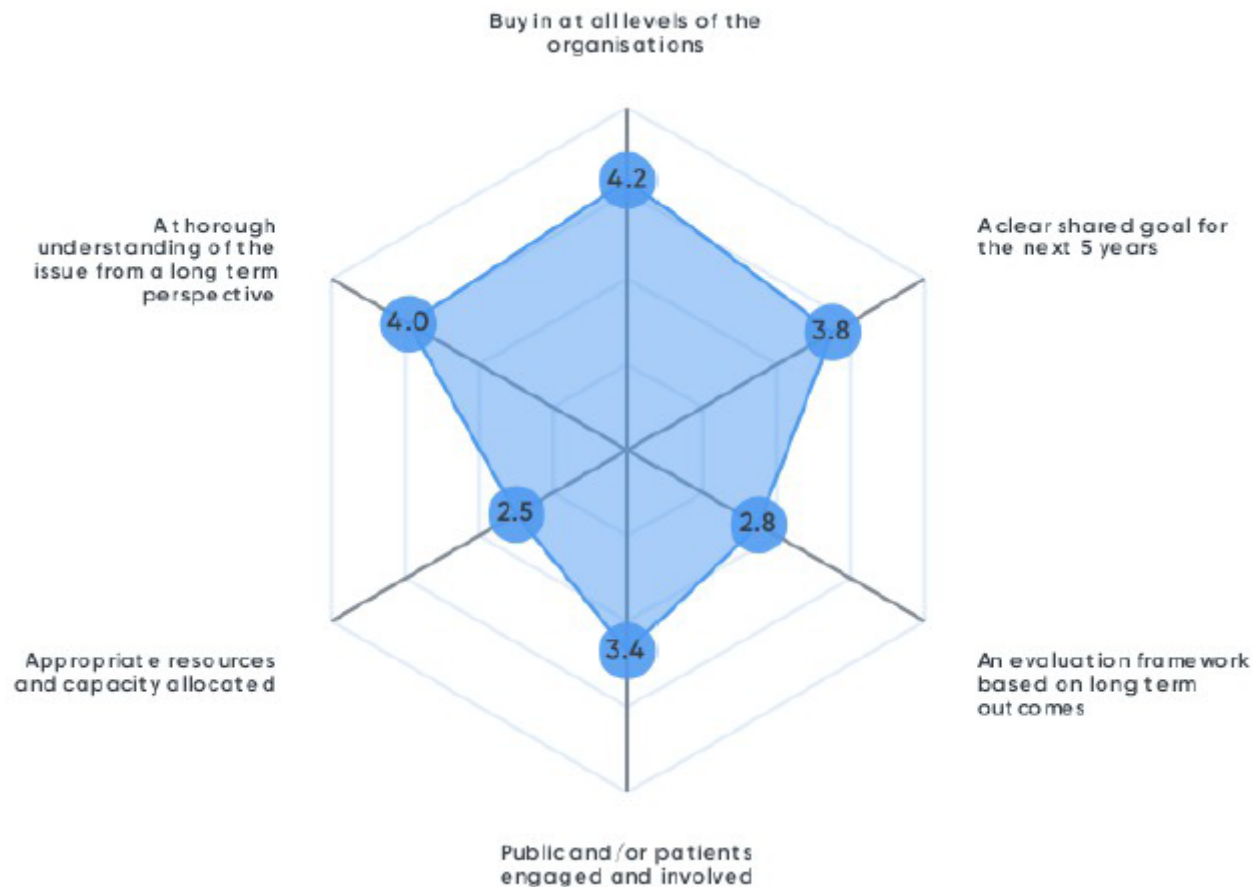 Buy in at all levels of the
organisations
4.2
A thorough
understanding of the
issue from a long term
perspective
A clear shared goal for
the next 5 years
4.0
3.8
2.5
2.8
3.4
Appropriate resources
and capacity allocated
An evaluation framework
based on long term
outcomes
Public and/or patients
engaged and involved